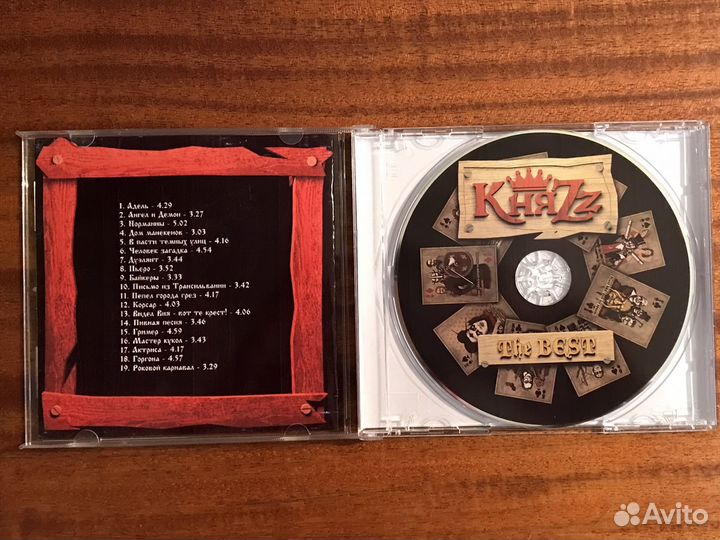 1. Адель - 4.29
2. Ангел и Демон - 3.27
3. Норманны - 5.02
4. Дом манекенов - 3.03
5. В пасти темных улиц - 4.16
6. Человек загадка - 4.54
7. Дуэлянт - 3.44
8. Пьеро - 3.52
9. Байкеры - 3.33
10. Письмо из Трансильвании - 3.42
11. Пепел города грез - 4.17
12. Корсар - 4.03
13. Видел Вия - вот те крест! - 4.06
14. Пивная песня - 3.46
15. Гример - 4.59
16. Мастер кукол - 3.43
17. Актриса - 4.17
18. Горгона - 4.57
19. Роковой карнавал - 3.29
КняZz
The BEST
Avito